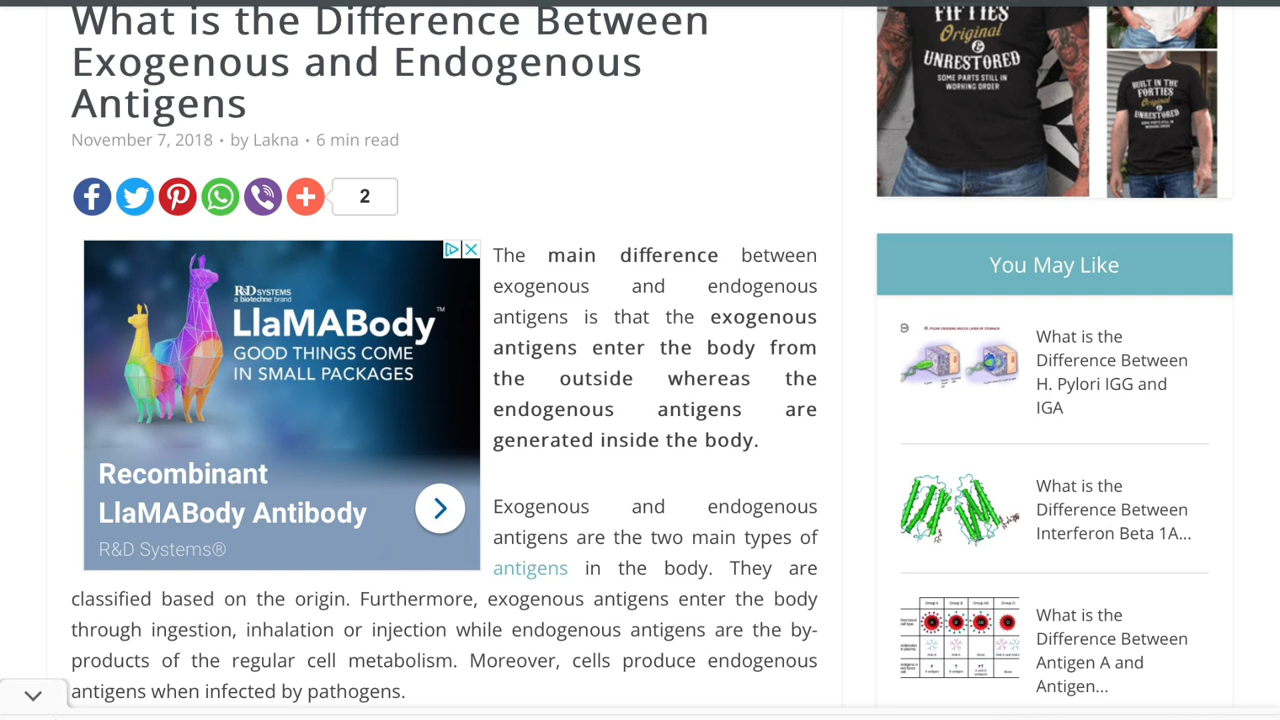 What is the Difference Between
Exogenous and Endogenous
Antigens
November 7, 2018 • by Lakna • 6 min read
2
R&D SYSTEMS
a biotechne brand
LlaMABody™
GOOD THINGS COME
IN SMALL PACKAGES
Recombinant
LlaMABody Antibody
R&D Systems®
The main difference between
exogenous and endogenous
antigens is that the exogenous
antigens enter the body from
the outside whereas the
endogenous antigens are
generated inside the body.
Exogenous and endogenous
antigens are the two main types of
antigens in the body. They are
classified based on the origin. Furthermore, exogenous antigens enter the body
through ingestion, inhalation or injection while endogenous antigens are the by-
products of the regular cell metabolism. Moreover, cells produce endogenous
antigens when infected by pathogens.
FIFTIES
Original
&
UNRESTORED
SOME PARTS STILL IN
WORKING ORDER
BUILT IN THE
FORTIES
Original
&
UNRESTORED
You May Like
What is the
Difference Between
H. Pylori IGG and
IGA
What is the
Difference Between
Interferon Beta 1A...
Group A Group B Group AB Group O
What is the
Difference Between
Antigen A and
Antigen...